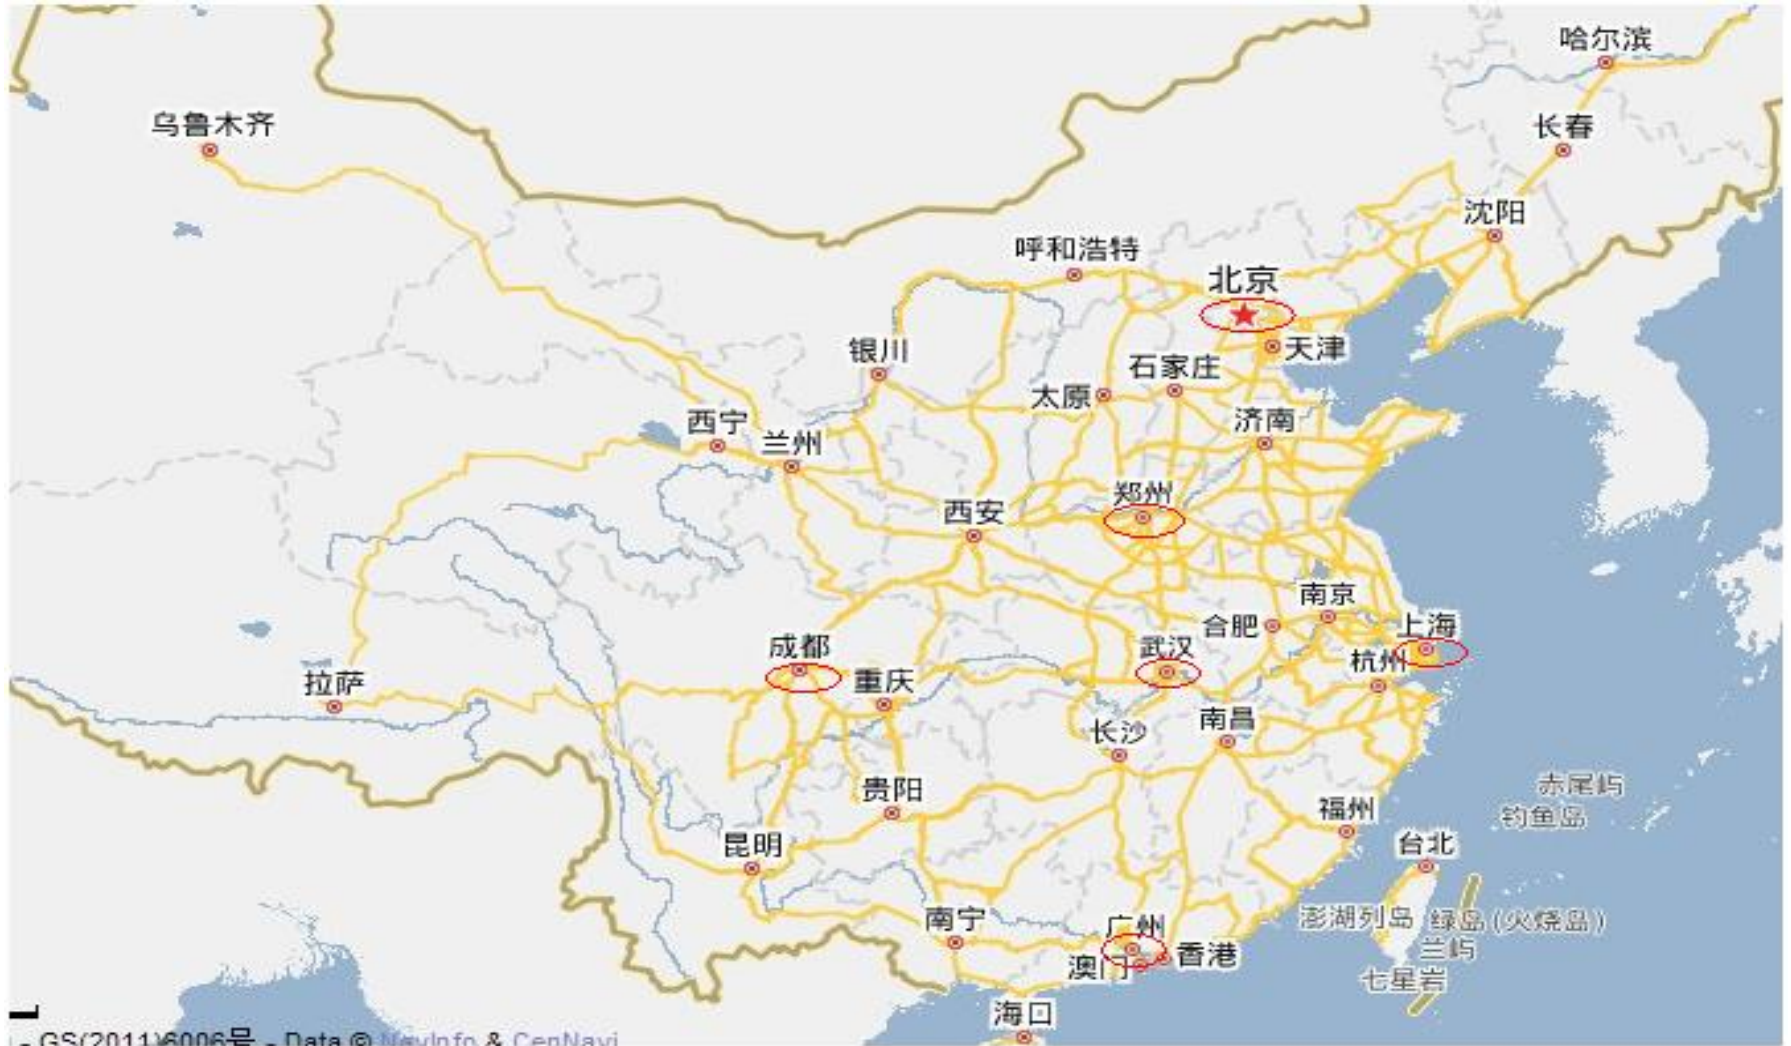 哈尔滨
乌鲁木齐
长春
沈阳
呼和浩特
北京
银川
天津
石家庄
太原
西宁
济南
兰州
郑州
西安
南京
合肥
上海
成都
武汉
杭州
拉萨
重庆
长沙
南昌
赤尾屿
贵阳
福州
钓鱼岛
昆明
台北
南宁
广州
澎湖列岛
绿岛(火烧岛)
兰屿
香港
澳门
七星岩
海口
- GS(2011)6006号 - Data © NavInfo & CenNavi